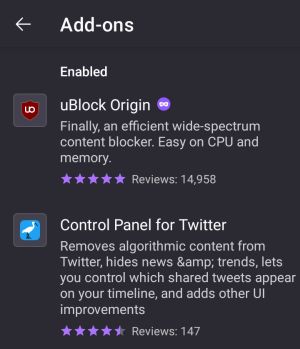 Add-ons
Enabled
uBlock Origin
Finally, an efficient wide-spectrum
content blocker. Easy on CPU and
memory.
Reviews: 14,958
Control Panel for Twitter
Removes algorithmic content from
Twitter, hides news &amp; trends, lets
you control which shared tweets appear
on your timeline, and adds other UI
improvements
Reviews: 147